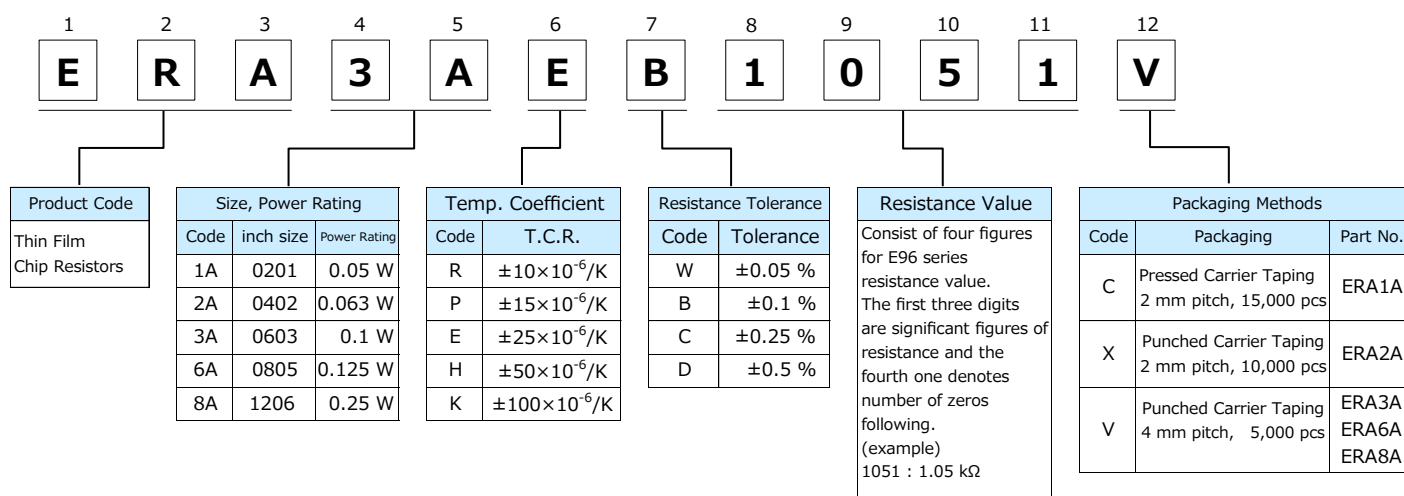 1 2 3 4 5 6 7 8 9 10 11 12
E R A 3 A E B 1 0 5 1 V
Product Code
Thin Film
Chip Resistors
Size, Power Rating
Code inch size Power Rating
1A 0201 0.05 W
2A 0402 0.063 W
3A 0603 0.1 W
6A 0805 0.125 W
8A 1206 0.25 W
Temp. Coefficient
Code T.C.R.
R ±10×10⁻⁶/K
P ±15×10⁻⁶/K
E ±25×10⁻⁶/K
H ±50×10⁻⁶/K
K ±100×10⁻⁶/K
Resistance Tolerance
Code Tolerance
W ±0.05 %
B ±0.1 %
C ±0.25 %
D ±0.5 %
Resistance Value
Consist of four figures
for E96 series
resistance value.
The first three digits
are significant figures of
resistance and the
fourth one denotes
number of zeros
following.
(example)
1051 : 1.05 kΩ
Packaging Methods
Code Packaging Part No.
C Pressed Carrier Taping
2 mm pitch, 15,000 pcs ERA1A
X Punched Carrier Taping
2 mm pitch, 10,000 pcs ERA2A
V Punched Carrier Taping
4 mm pitch, 5,000 pcs
ERA3A
ERA6A
ERA8A